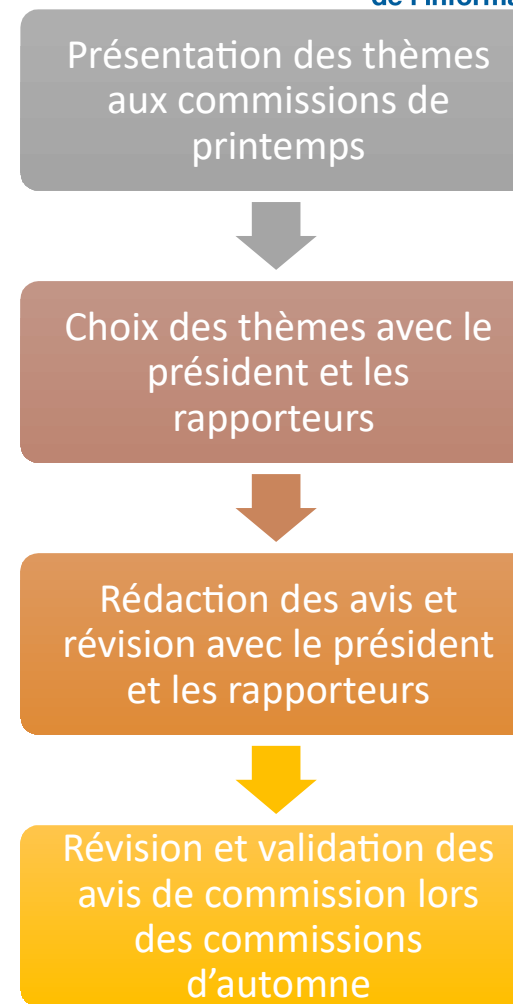 de l'informa
Présentation des thèmes
aux commissions de
printemps
Choix des thèmes avec le
président et les
rapporteurs
Rédaction des avis et
révision avec le président
et les rapporteurs
Révision et validation des
avis de commission lors
des commissions
d'automne